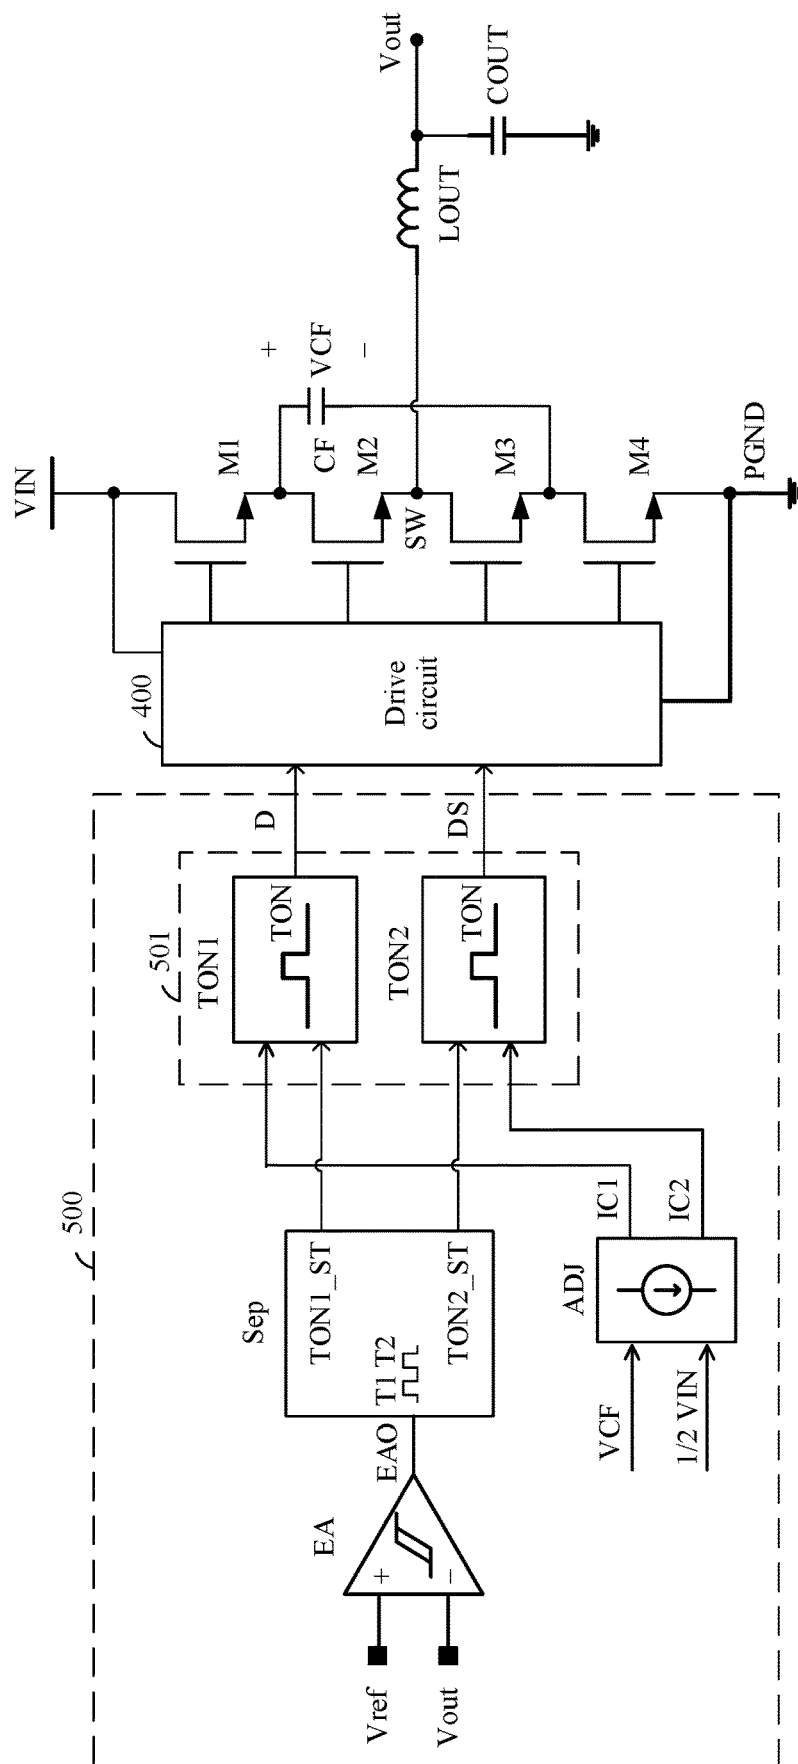 500
Vref
Vout
+
−
EA
EAO
Sep
T1 T2
TON1_ST
TON2_ST
VCF
1/2 VIN
ADJ
IC1
IC2
501
TON1
TON
TON2
TON
D
DS
400
Drive
circuit
VIN
M1
M2
SW
M3
M4
PGND
CF
+
VCF
−
LOUT
COUT
Vout